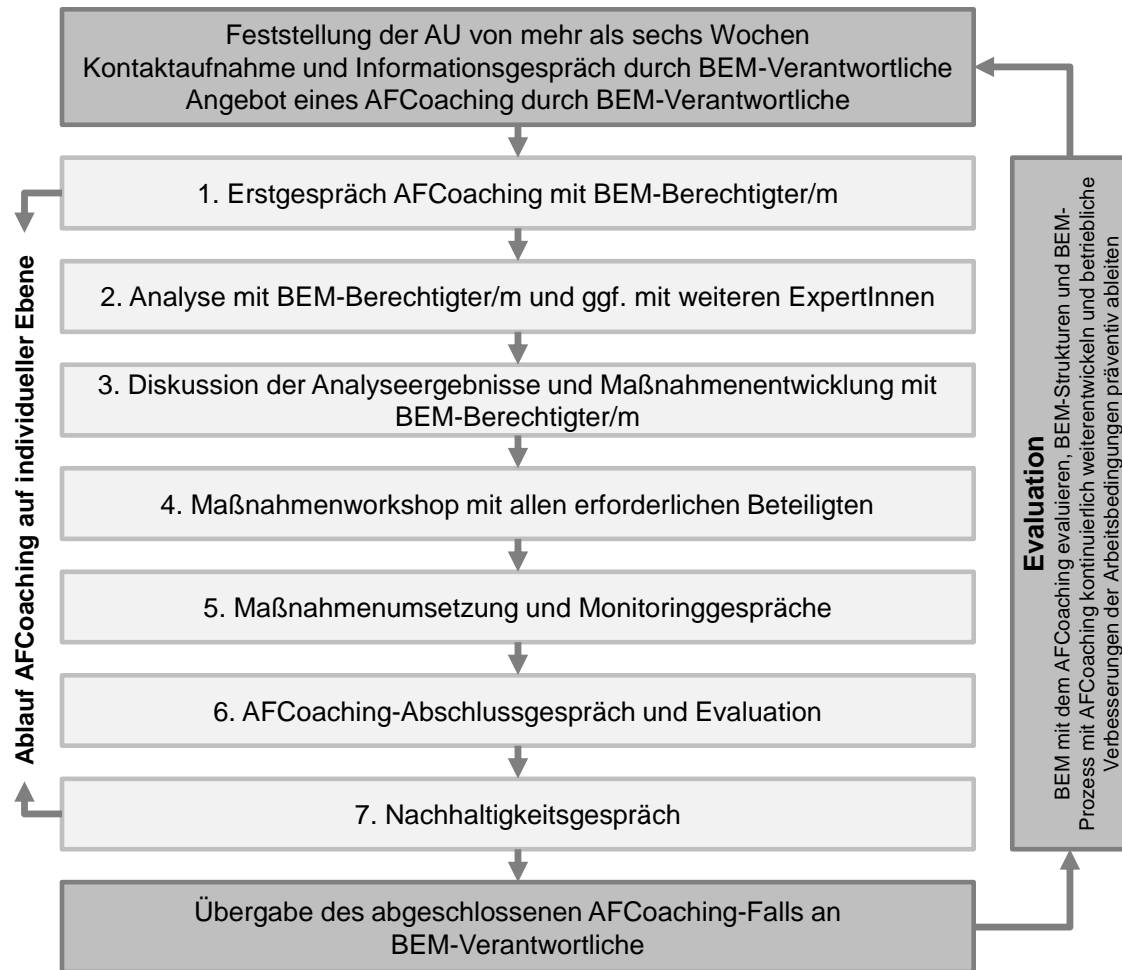 Feststellung der AU von mehr als sechs Wochen
Kontaktaufnahme und Informationsgespräch durch BEM-Verantwortliche
Angebot eines AFCoaching durch BEM-Verantwortliche
Ablauf AFCoaching auf individueller Ebene
1. Erstgespräch AFCoaching mit BEM-Berechtigter/m
2. Analyse mit BEM-Berechtigter/m und ggf. mit weiteren ExpertInnen
3. Diskussion der Analyseergebnisse und Maßnahmenentwicklung mit
BEM-Berechtigter/m
4. Maßnahmenworkshop mit allen erforderlichen Beteiligten
5. Maßnahmenumsetzung und Monitoringgespräche
6. AFCoaching-Abschlussgespräch und Evaluation
7. Nachhaltigkeitsgespräch
Übergabe des abgeschlossenen AFCoaching-Falls an
BEM-Verantwortliche
Evaluation
BEM mit dem AFCoaching evaluieren, BEM-Strukturen und BEM-
Prozess mit AFCoaching kontinuierlich weiterentwickeln und betriebliche
Verbesserungen der Arbeitsbedingungen präventiv ableiten